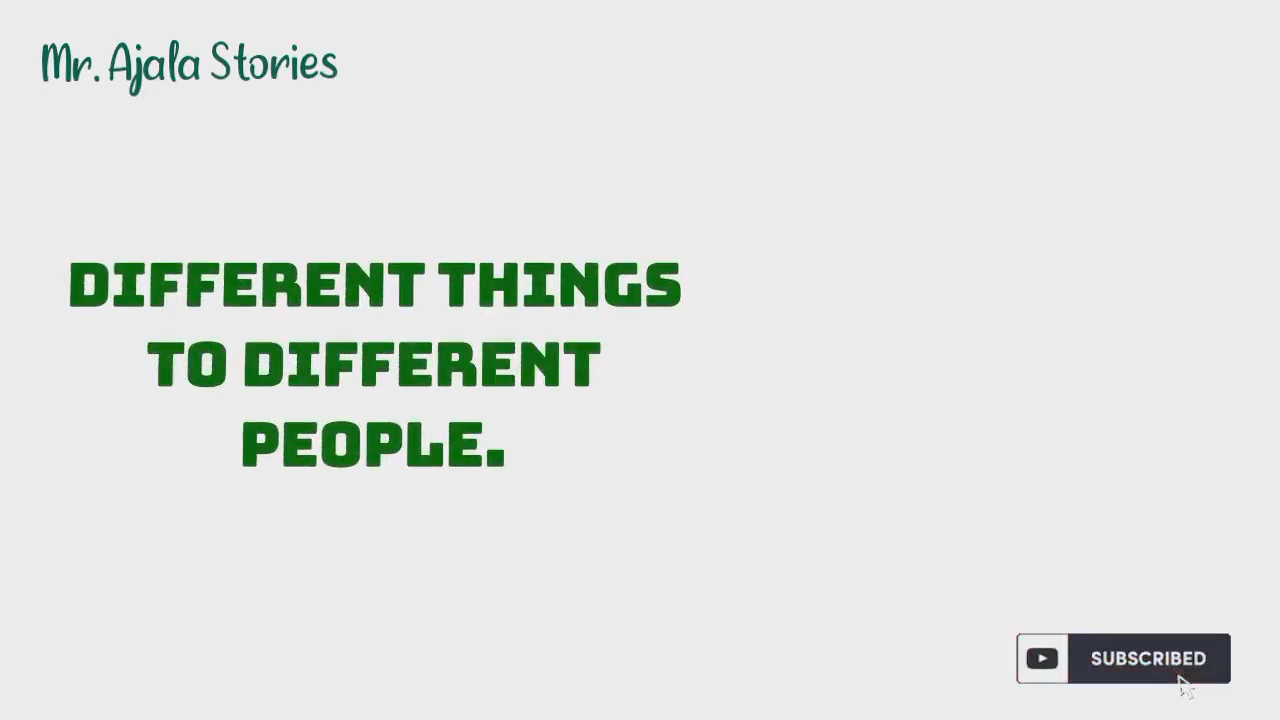 Mr. Ajala Stories
DIFFERENT THINGS
TO DIFFERENT
PEOPLE.
SUBSCRIBED